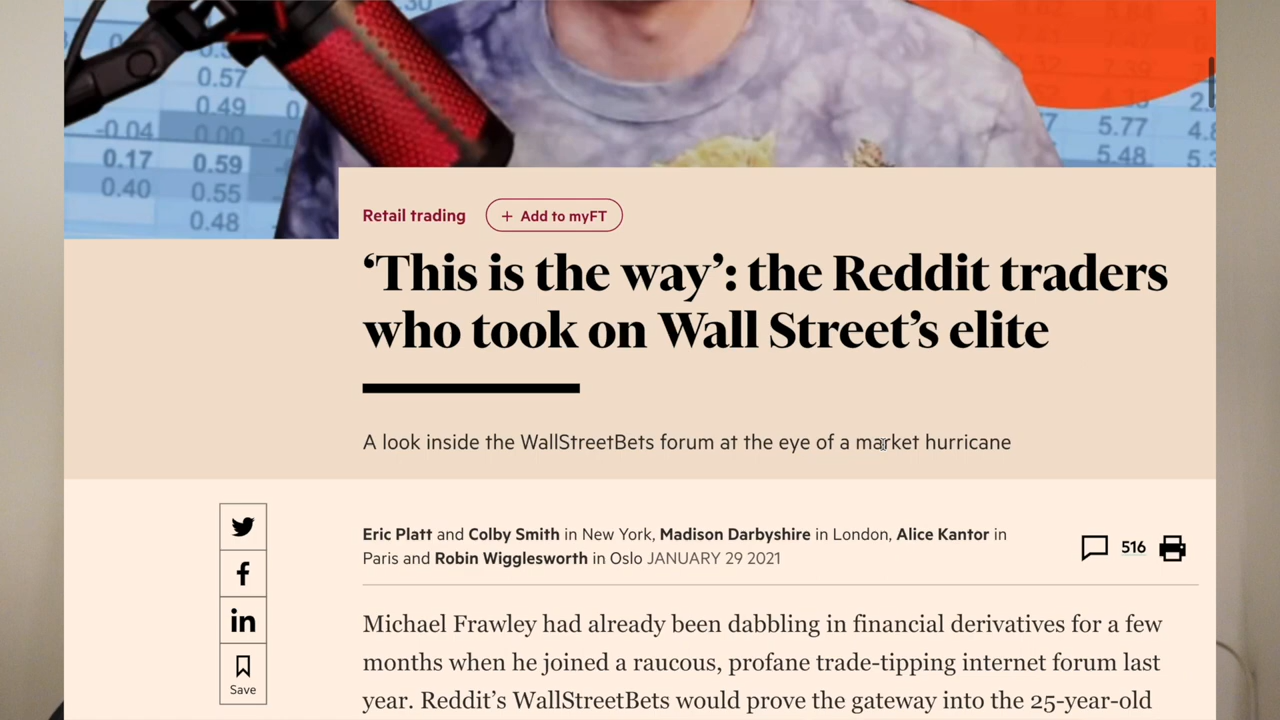 0.57
0.49
-0.04 0.00 -10
0.17 0.59
0.40 0.55
0.48
5.77
5.48
Retail trading + Add to myFT
‘This is the way’: the Reddit traders
who took on Wall Street’s elite
A look inside the WallStreetBets forum at the eye of a market hurricane
Eric Platt and Colby Smith in New York, Madison Darbyshire in London, Alice Kantor in
Paris and Robin Wigglesworth in Oslo JANUARY 29 2021
516
Michael Frawley had already been dabbling in financial derivatives for a few
months when he joined a raucous, profane trade-tipping internet forum last
Save
year. Reddit’s WallStreetBets would prove the gateway into the 25-year-old